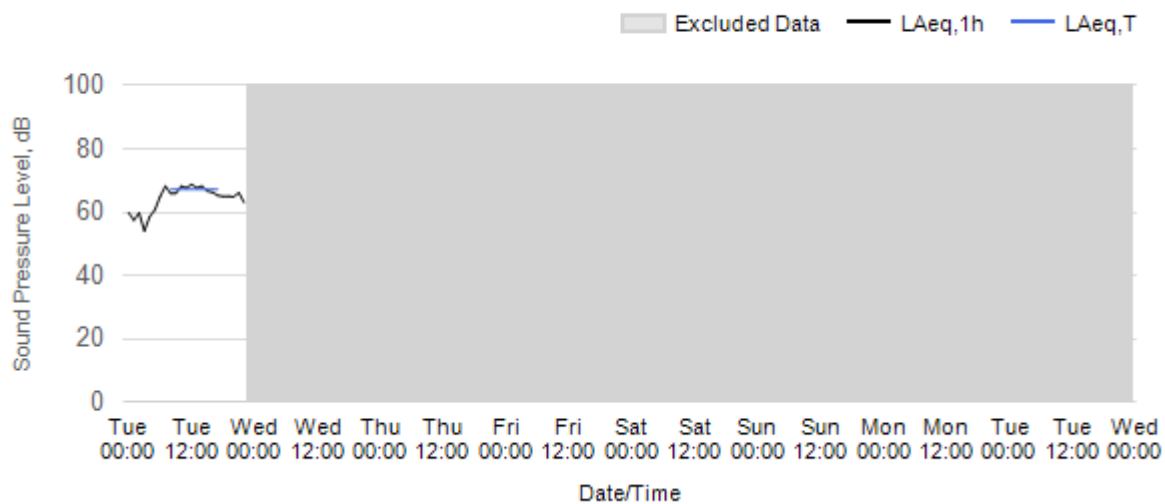 Excluded Data LAeq,1h LAeq,T
100
80
60
40
20
0
Sound Pressure Level, dB
Tue Tue Wed Wed Thu Thu Fri Fri Sat Sat Sun Sun Mon Mon Tue Tue Wed
00:00 12:00 00:00 12:00 00:00 12:00 00:00 12:00 00:00 12:00 00:00 12:00 00:00 12:00 00:00 12:00 00:00
Date/Time